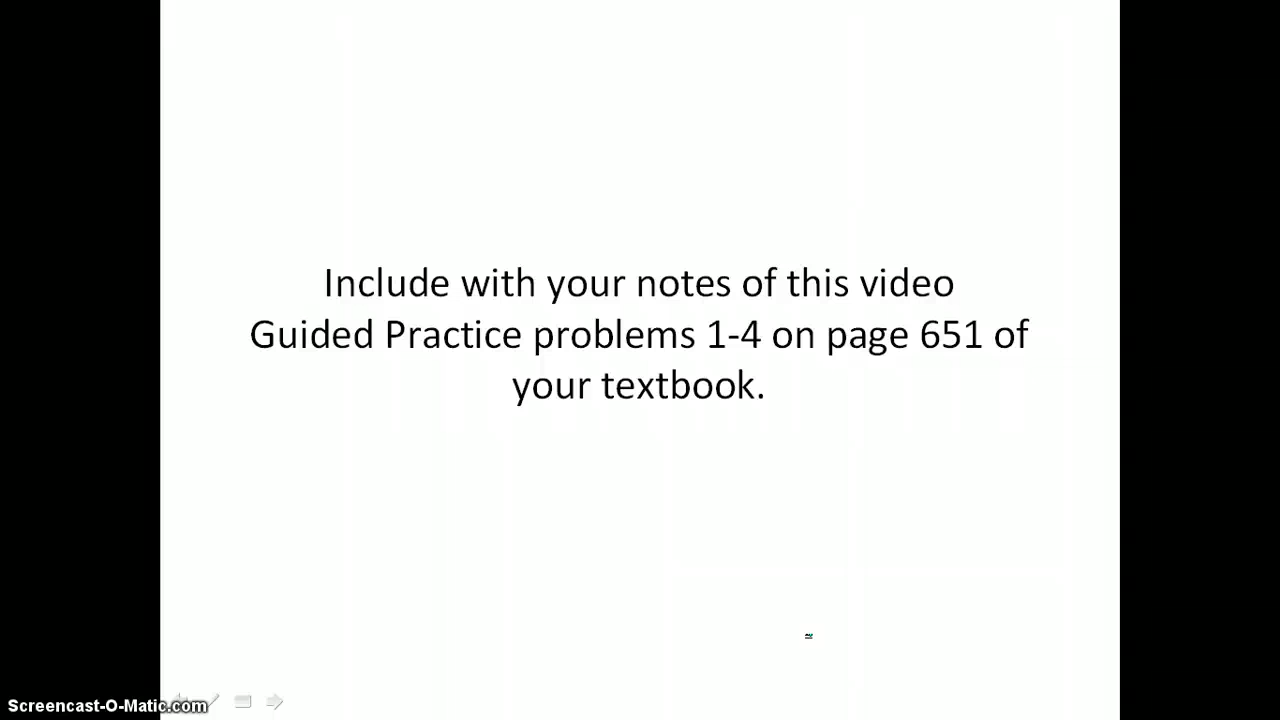 Include with your notes of this video
Guided Practice problems 1-4 on page 651 of
your textbook.
Screencast-O-Matic.com